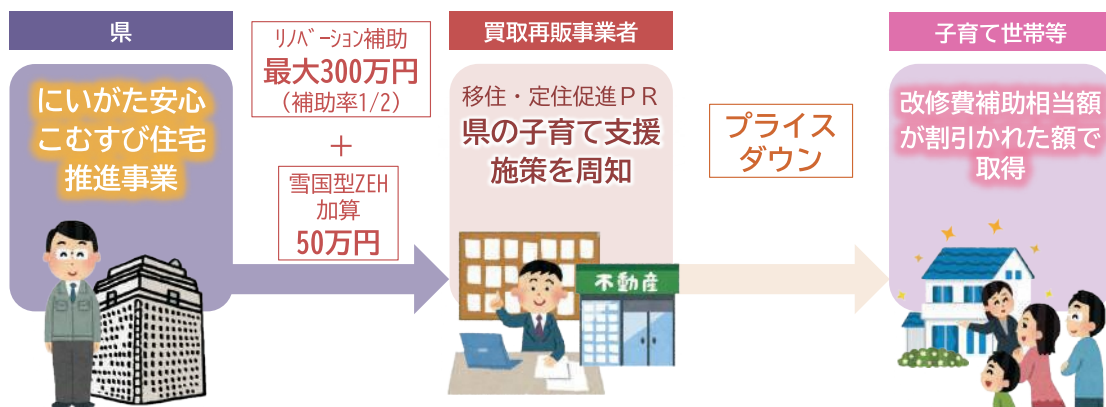 県
にいがた安心
こむすび住宅
推進事業
リノベーション補助
最大300万円
（補助率1/2）
＋
雪国型ZEH
加算
50万円
買取再販事業者
移住・定住促進ＰＲ
県の子育て支援
施策を周知
不動産
プライス
ダウン
子育て世帯等
改修費補助相当額
が割引かれた額で
取得